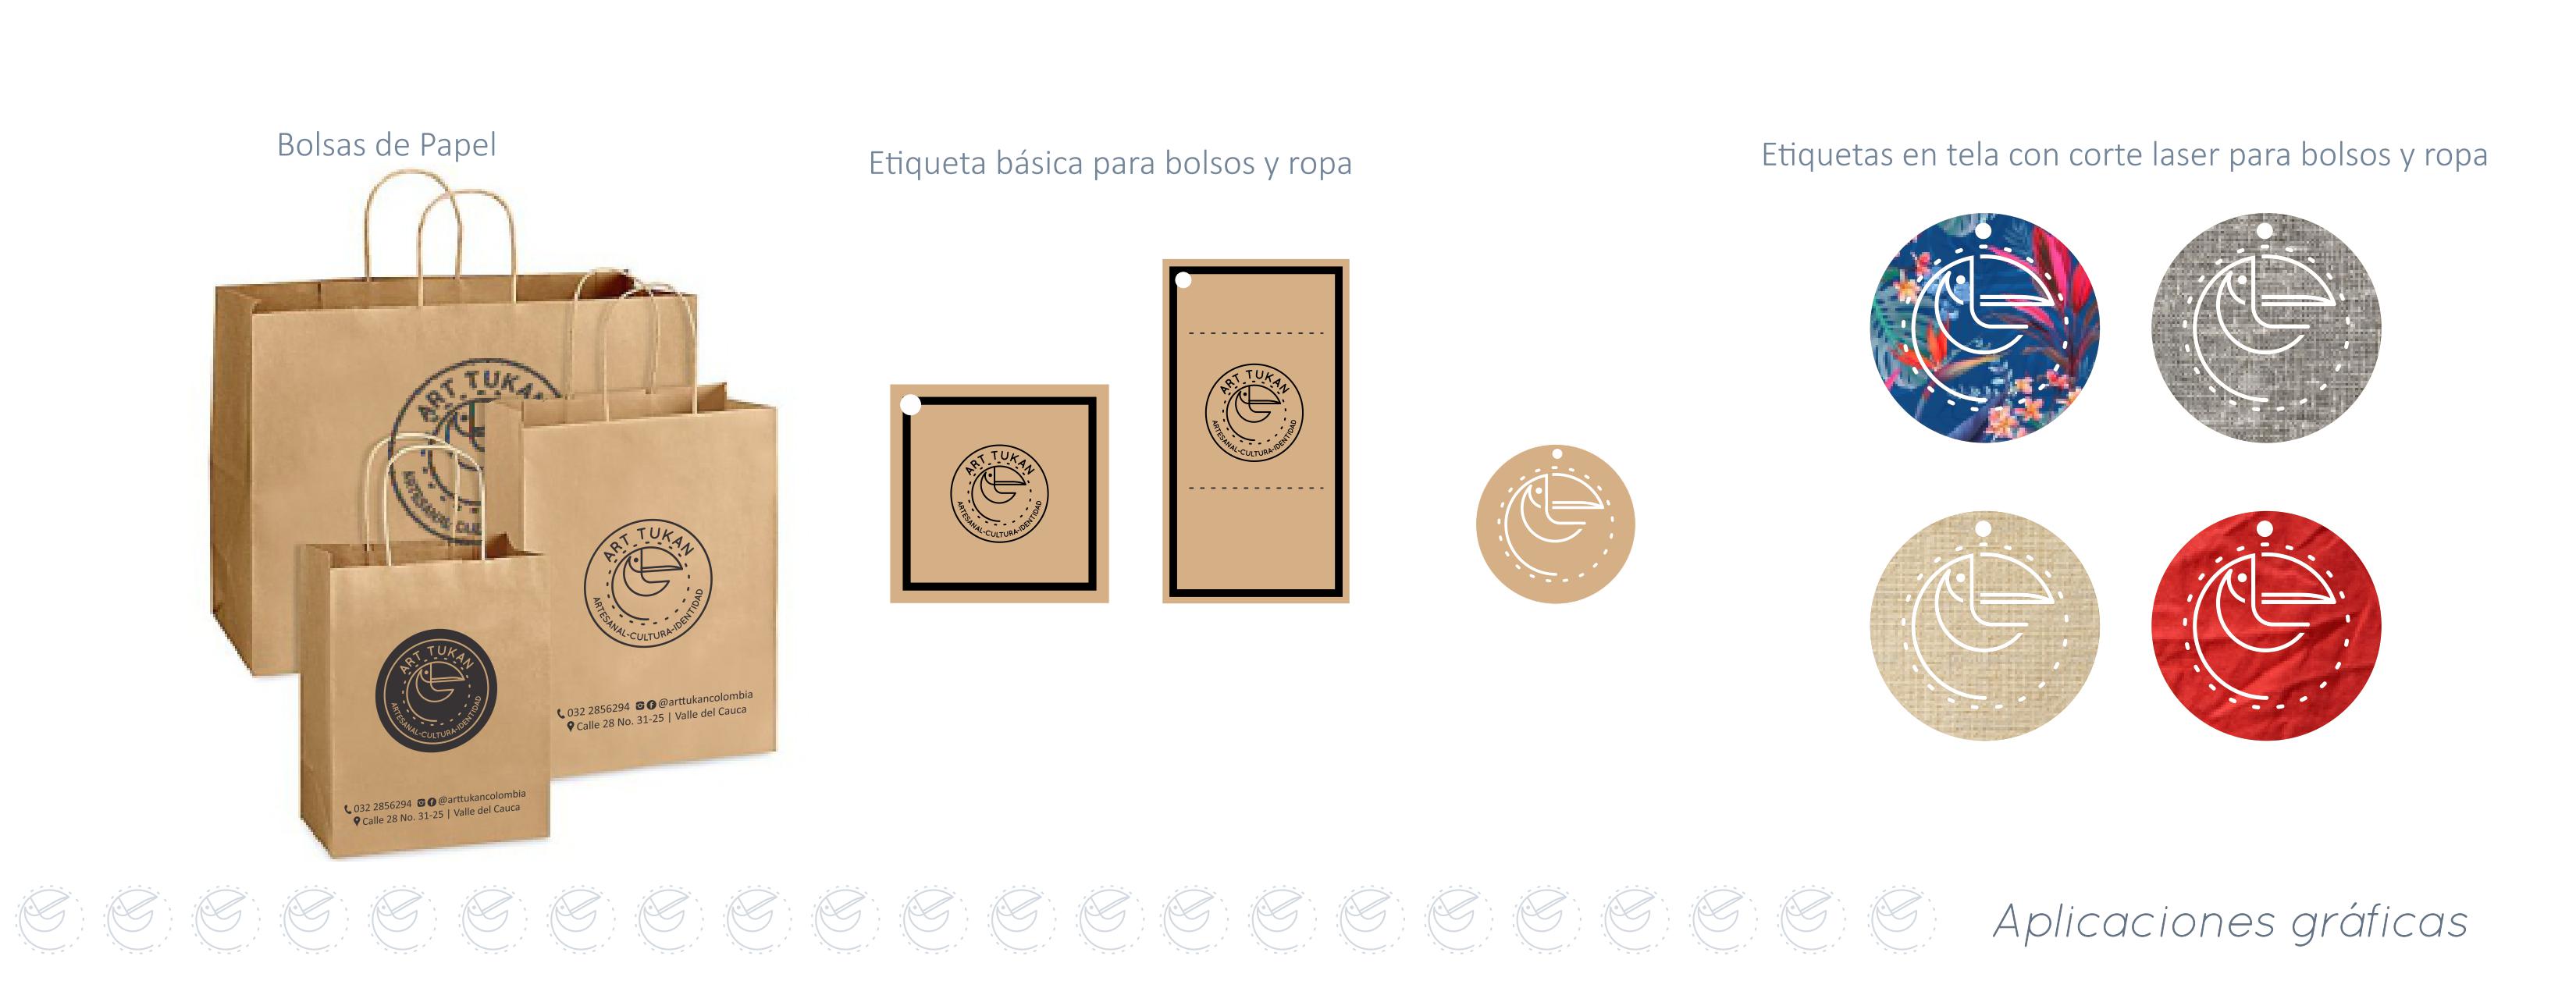 Bolsas de Papel
ART TUKAN
ARTESANAL
ART TUKAN
ARTESANAL-CULTURA-IDENTIDAD
032 2856294 @arttukancolombia
Calle 28 No. 31-25 | Valle del Cauca
ART TUKAN
ARTESANAL-CULTURA-IDENTIDAD
032 2856294 @arttukancolombia
Calle 28 No. 31-25 | Valle del Cauca
Etiqueta básica para bolsos y ropa
ART TUKAN
ARTESANAL-CULTURA-IDENTIDAD
ART TUKAN
ARTESANAL-CULTURA-IDENTIDAD
Etiquetas en tela con corte laser para bolsos y ropa
Aplicaciones gráficas